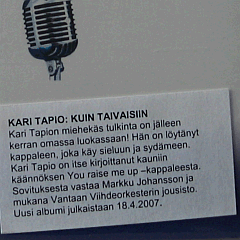 KARI TAPIO: KUIN TAIVAISIIN
Kari Tapion miehekäs tulkinta on jälleen
kerran omassa luokassaan! Hän on löytänyt
kappaleen, joka käy sieluun ja sydämeen.
Kari Tapio on itse kirjoittanut kauniin
käännöksen You raise me up –kappaleestä.
Sovituksesta vastaa Markku Johansson ja
mukana Vantaan Viihdeorkesterin jousisto.
Uusi albumi julkaistaan 18.4.2007.